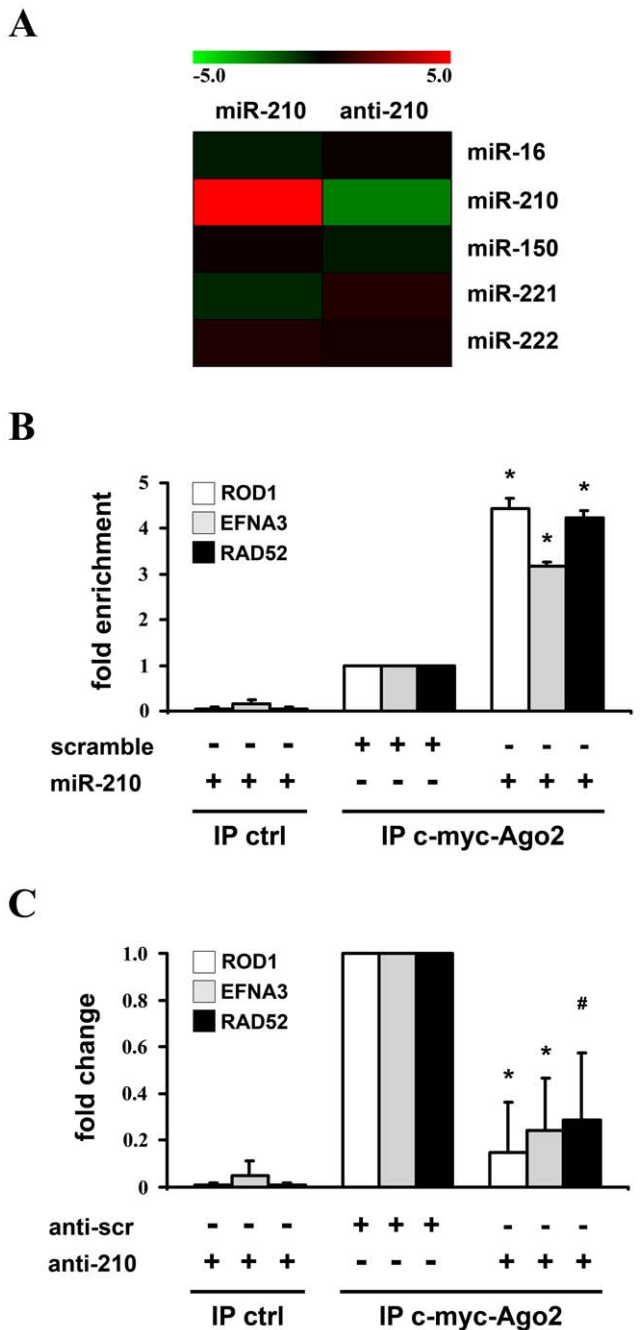 A
-5.0 5.0
miR-210 anti-210
miR-16
miR-210
miR-150
miR-221
miR-222
B
fold enrichment
5
4
3
2
1
0
ROD1
EFNA3
RAD52
* * *
scramble - - - + + + - - -
miR-210 + + + - - - + + +
IP ctrl IP c-myc-Ago2
C
fold change
1.0
0.8
0.6
0.4
0.2
0
ROD1
EFNA3
RAD52
* * #
anti-scr - - - + + + - - -
anti-210 + + + - - - + + +
IP ctrl IP c-myc-Ago2